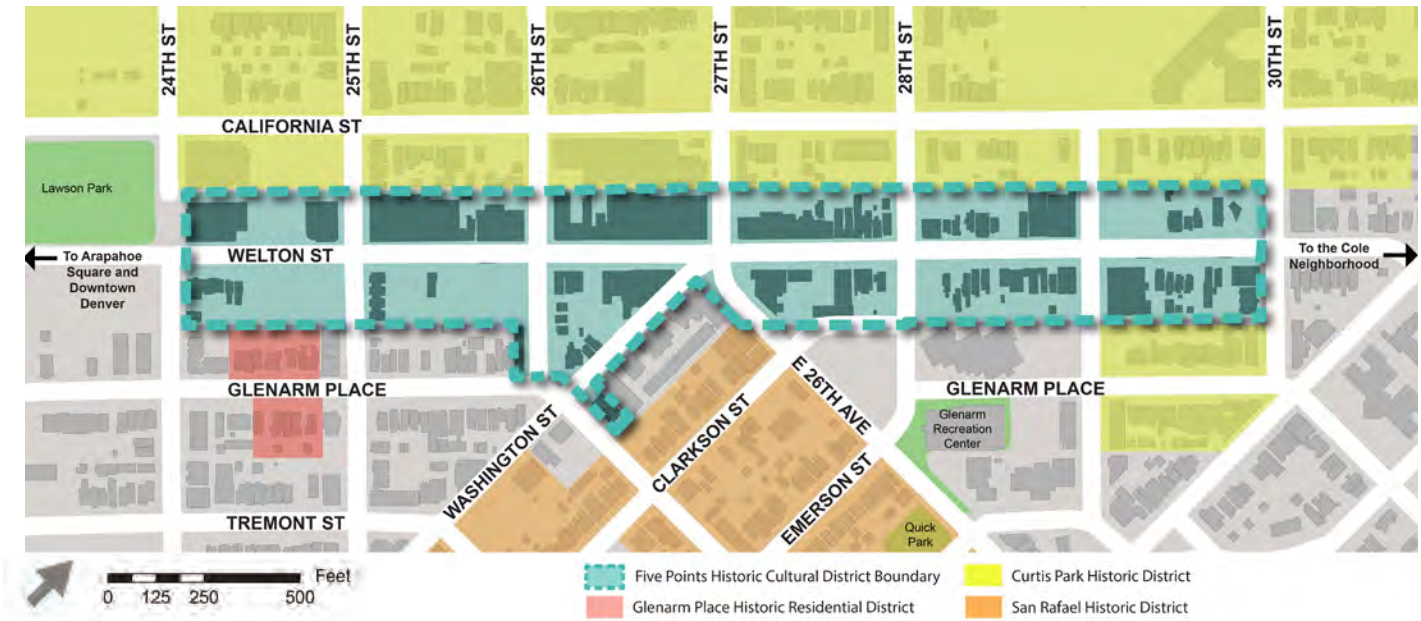 24TH ST
25TH ST
26TH ST
27TH ST
28TH ST
30TH ST
CALIFORNIA ST
Lawson Park
WELTON ST
To Arapahoe
Square and
Downtown
Denver
To the Cole
Neighborhood
GLENARM PLACE
GLENARM PLACE
E 26TH AVE
WASHINGTON ST
CLARKSON ST
EMERSON ST
Glenarm
Recreation
Center
Quick
Park
TREMONT ST
Feet
0 125 250 500
Five Points Historic Cultural District Boundary
Curtis Park Historic District
Glenarm Place Historic Residential District
San Rafael Historic District